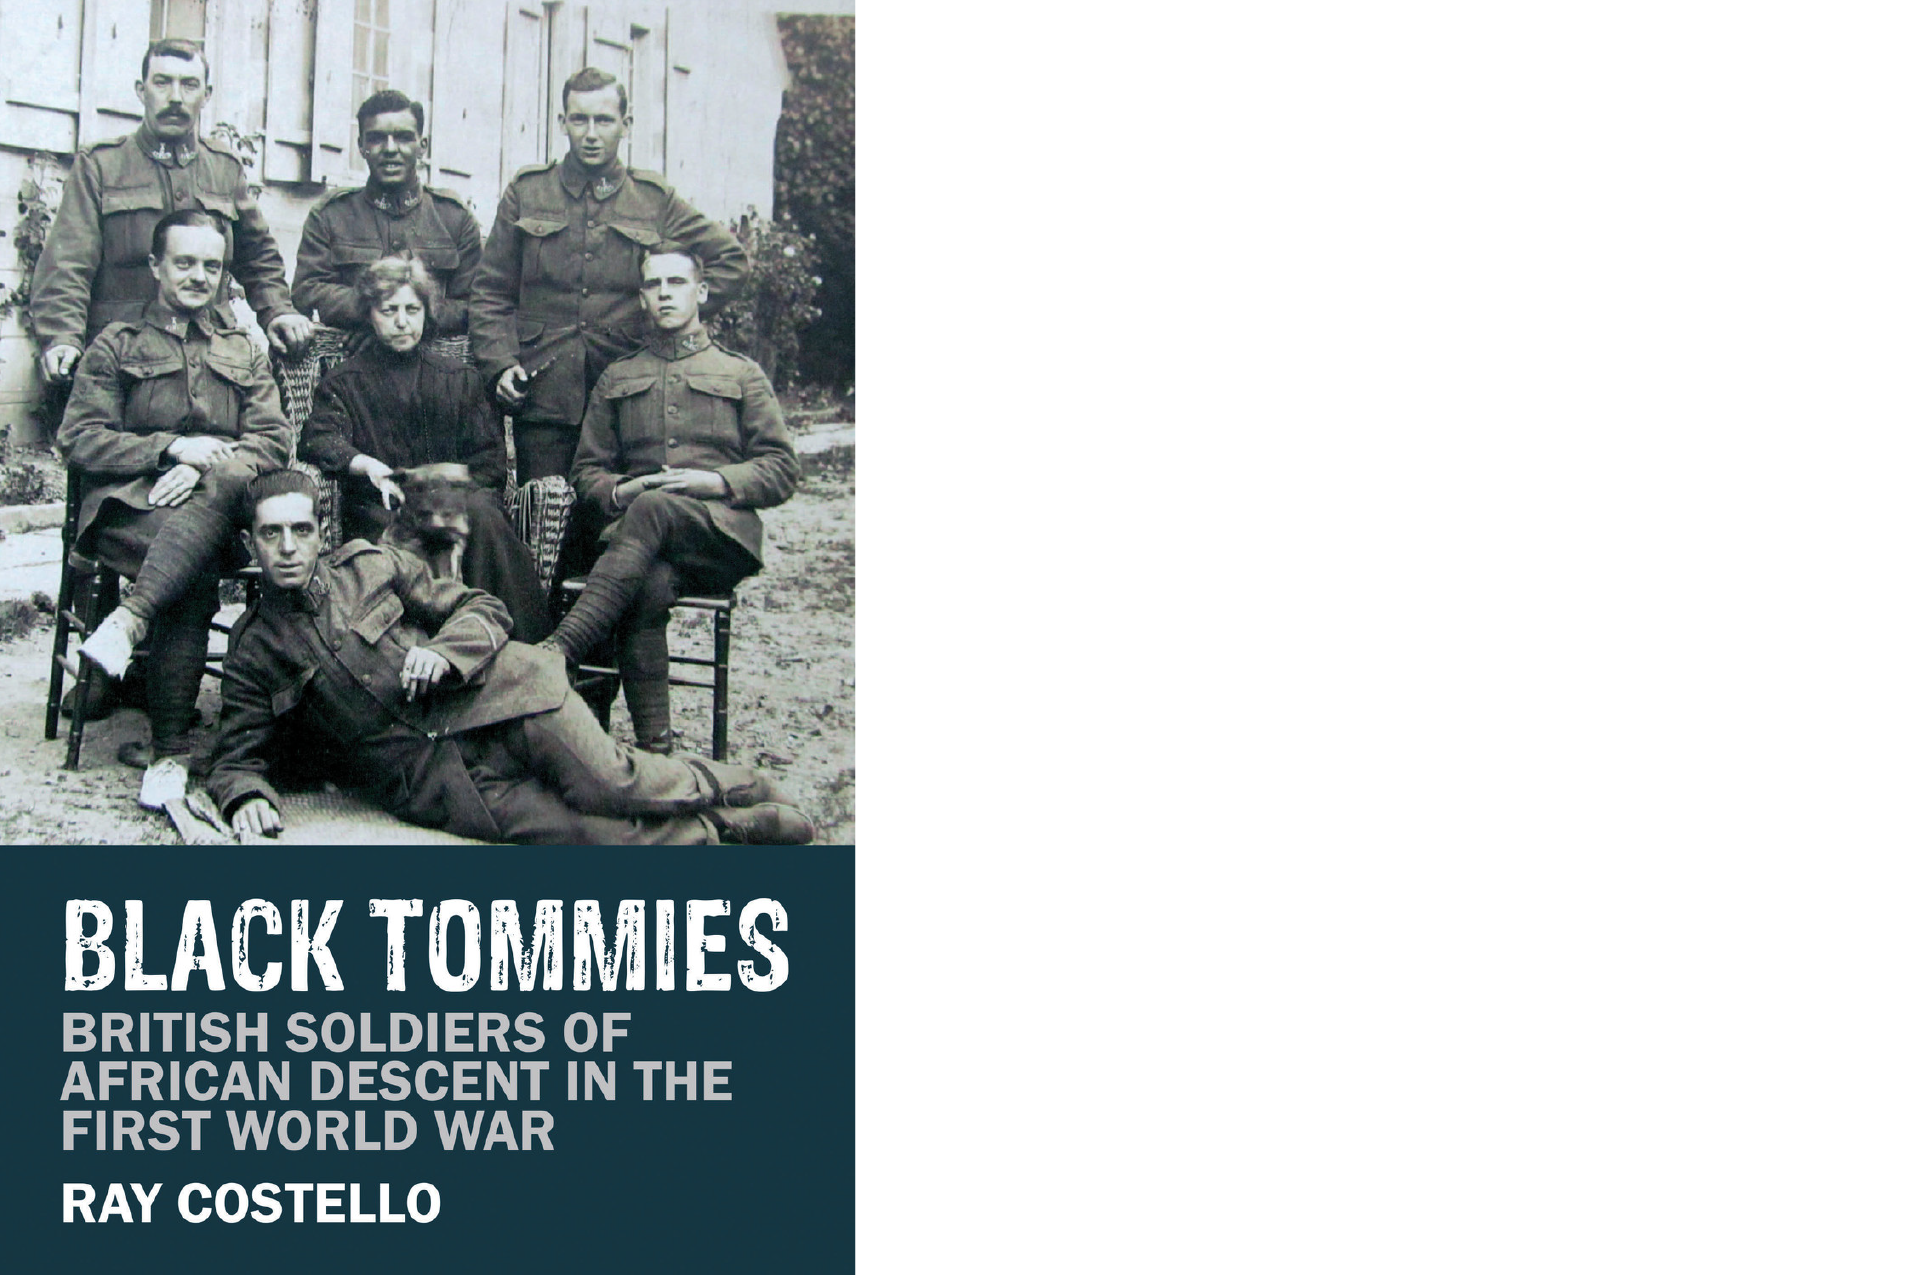 BLACK TOMMIES
BRITISH SOLDIERS OF
AFRICAN DESCENT IN THE
FIRST WORLD WAR
RAY COSTELLO